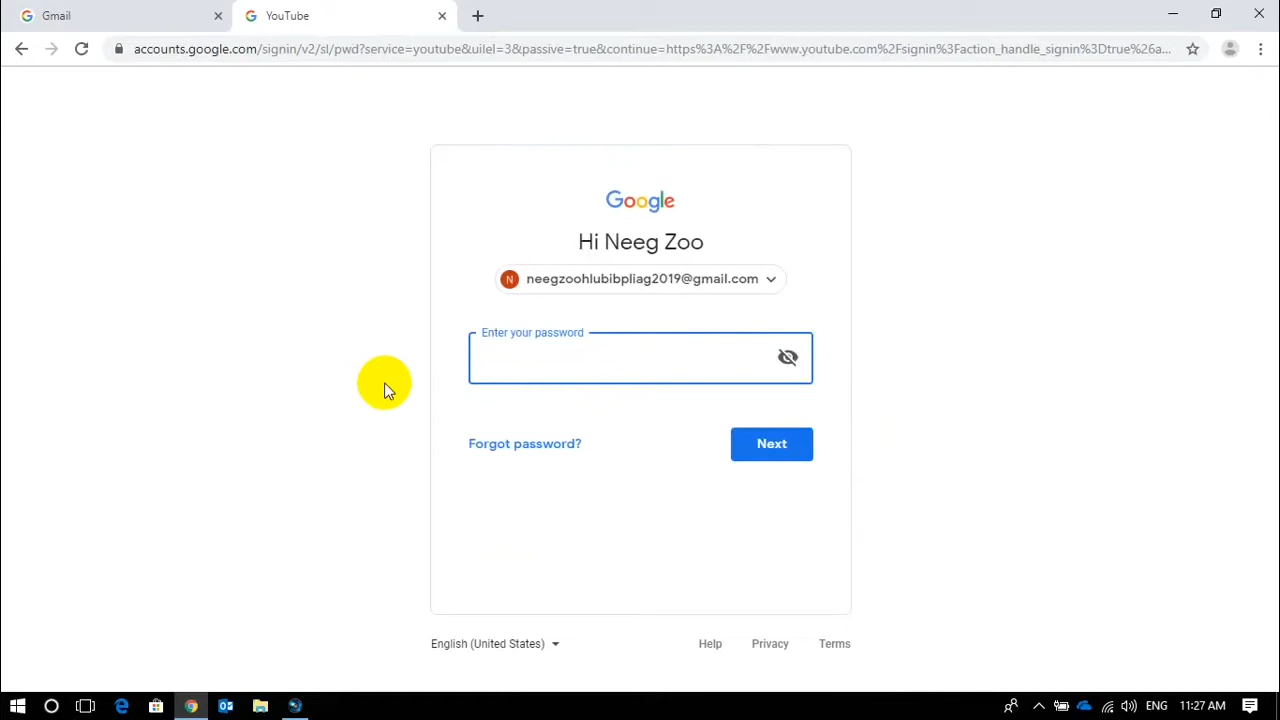 Gmail
YouTube
accounts.google.com/signin/v2/sl/pwd?service=youtube&uilel=3&passive=true&continue=https%3A%2F%2Fwww.youtube.com%2Fsignin%3Faction_handle_signin%3Dtrue%26a...
Google
Hi Neeg Zoo
N neegzoohlubibpliag2019@gmail.com
Enter your password
Forgot password?
Next
English (United States)
Help Privacy Terms
ENG 11:27 AM